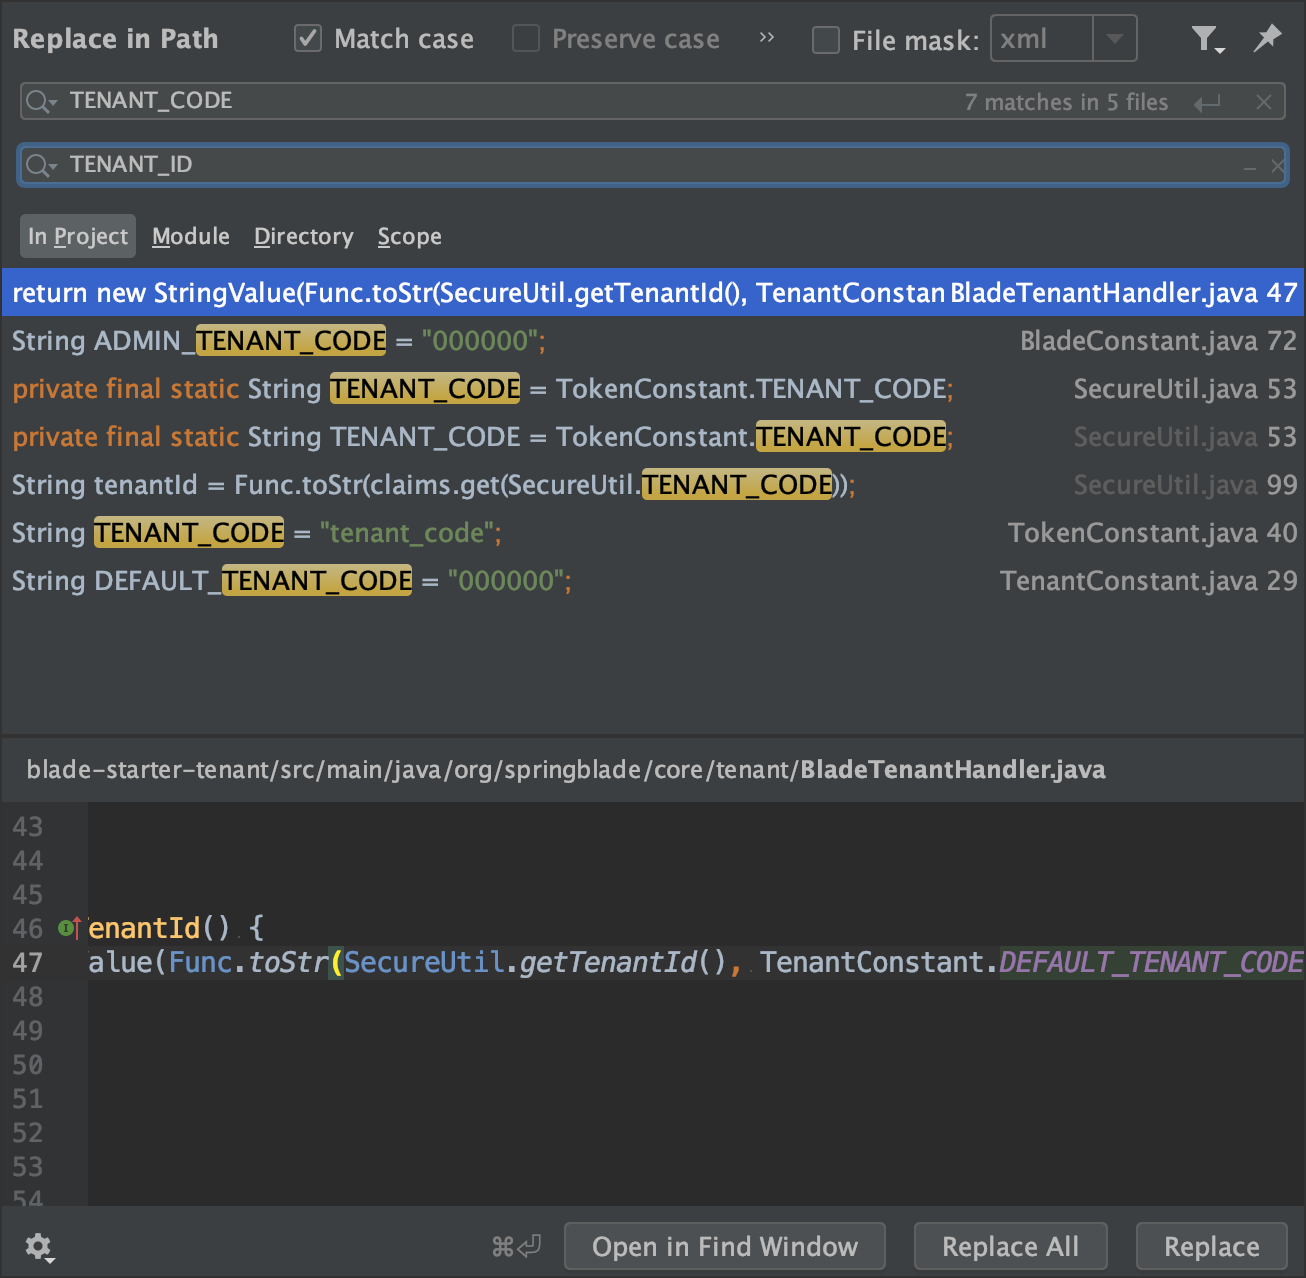 Replace in Path Match case Preserve case » File mask: xml
TENANT_CODE 7 matches in 5 files
TENANT_ID
In Project Module Directory Scope
return new StringValue(Func.toStr(SecureUtil.getTenantId(), TenantConstan BladeTenantHandler.java 47
String ADMIN_TENANT_CODE = "000000"; BladeConstant.java 72
private final static String TENANT_CODE = TokenConstant.TENANT_CODE; SecureUtil.java 53
private final static String TENANT_CODE = TokenConstant.TENANT_CODE; SecureUtil.java 53
String tenantId = Func.toStr(claims.get(SecureUtil.TENANT_CODE)); SecureUtil.java 99
String TENANT_CODE = "tenant_code"; TokenConstant.java 40
String DEFAULT_TENANT_CODE = "000000"; TenantConstant.java 29
blade-starter-tenant/src/main/java/org/springblade/core/tenant/BladeTenantHandler.java
43
44
45
46 enantId() {
47 alue(Func.toStr(SecureUtil.getTenantId(), TenantConstant.DEFAULT_TENANT_CODE
48
49
50
51
52
53
54
⌘⏎ Open in Find Window Replace All Replace